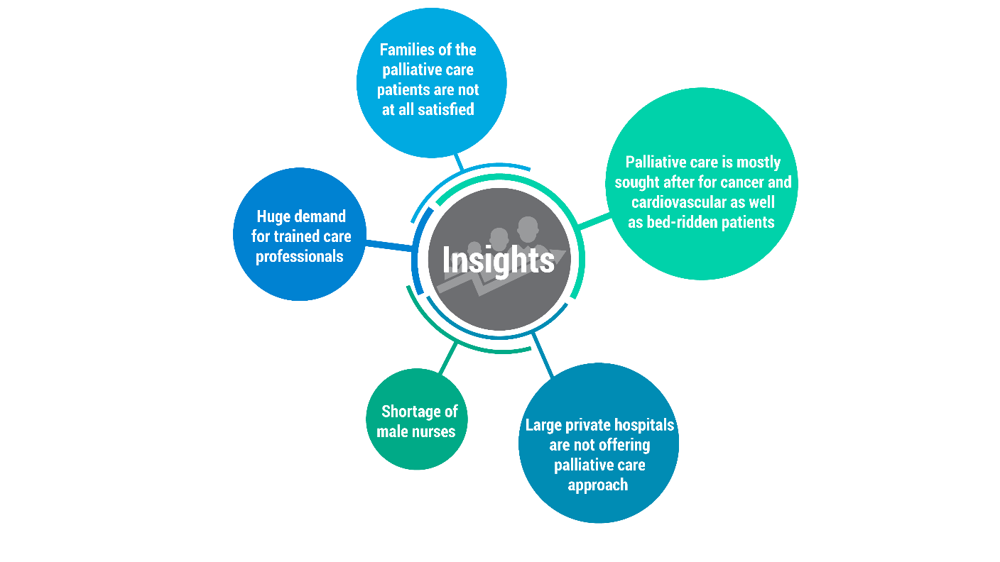 Families of the
palliative care
patients are not
at all satisfied
Palliative care is mostly
sought after for cancer and
cardiovascular as well
as bed-ridden patients
Huge demand
for trained care
professionals
Insights
Shortage of
male nurses
Large private hospitals
are not offering
palliative care
approach